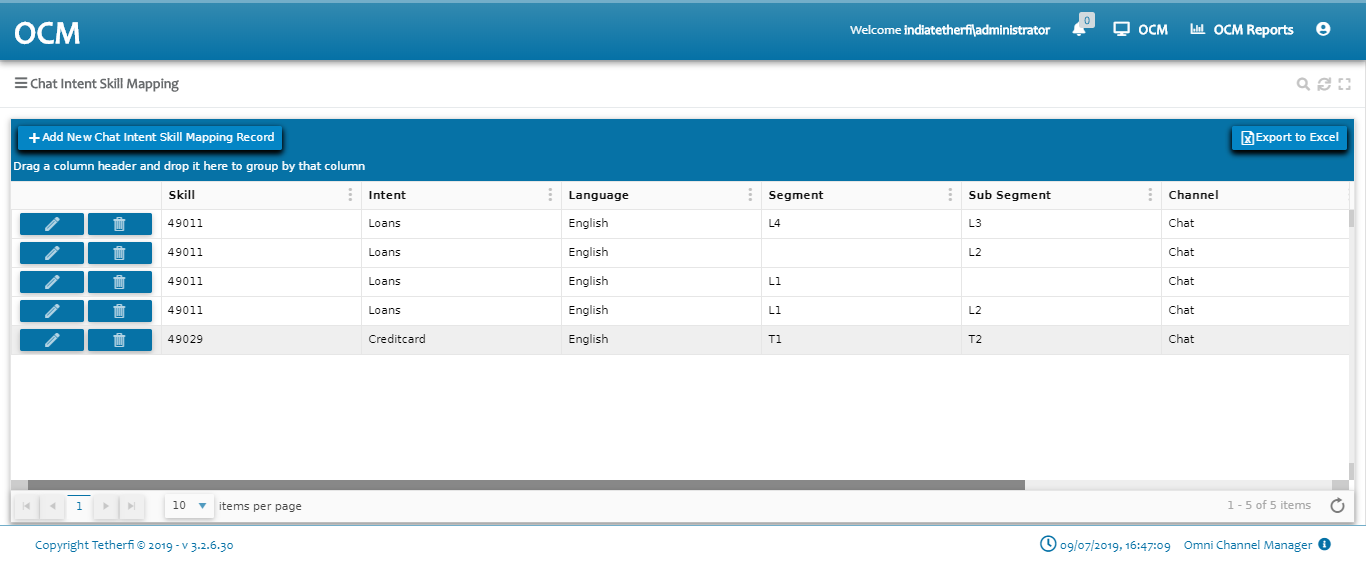 OCM
Welcome indiatetherfi\administrator
0
OCM
OCM Reports
Chat Intent Skill Mapping
Add New Chat Intent Skill Mapping Record
Export to Excel
Drag a column header and drop it here to group by that column
Skill Intent Language Segment Sub Segment Channel
49011 Loans English L4 L3 Chat
49011 Loans English L2 Chat
49011 Loans English L1 Chat
49011 Loans English L1 L2 Chat
49029 Creditcard English T1 T2 Chat
1 10 items per page 1 - 5 of 5 items
Copyright Tetherfi © 2019 - v 3.2.6.30 09/07/2019, 16:47:09 Omni Channel Manager